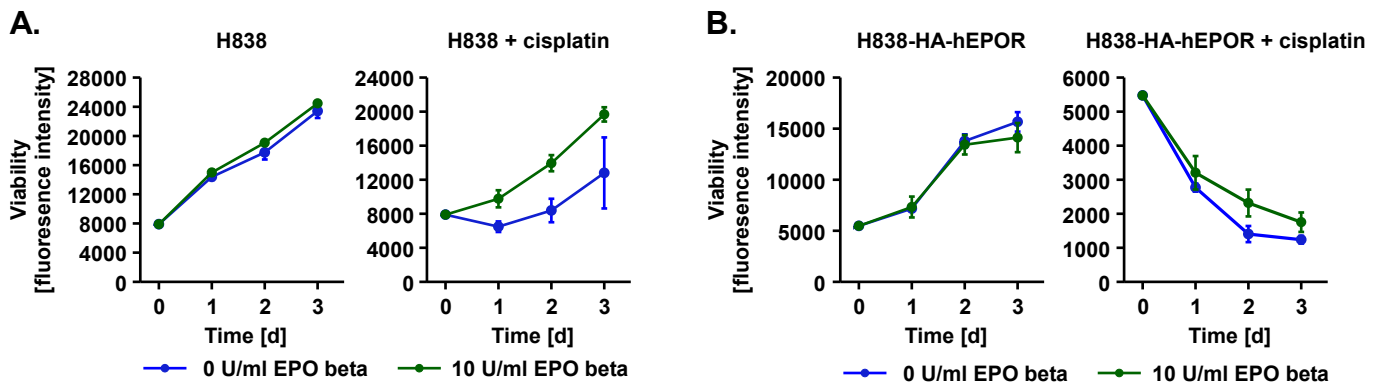 A.
H838
H838 + cisplatin
Viability
[fluoresence intensity]
28000
24000
20000
16000
12000
8000
4000
0
0 1 2 3
Time [d]
24000
20000
16000
12000
8000
4000
0
0 1 2 3
Time [d]
0 U/ml EPO beta
10 U/ml EPO beta
B.
H838-HA-hEPOR
H838-HA-hEPOR + cisplatin
Viability
[fluoresence intensity]
20000
15000
10000
5000
0
0 1 2 3
Time [d]
6000
5000
4000
3000
2000
1000
0
0 1 2 3
Time [d]
0 U/ml EPO beta
10 U/ml EPO beta